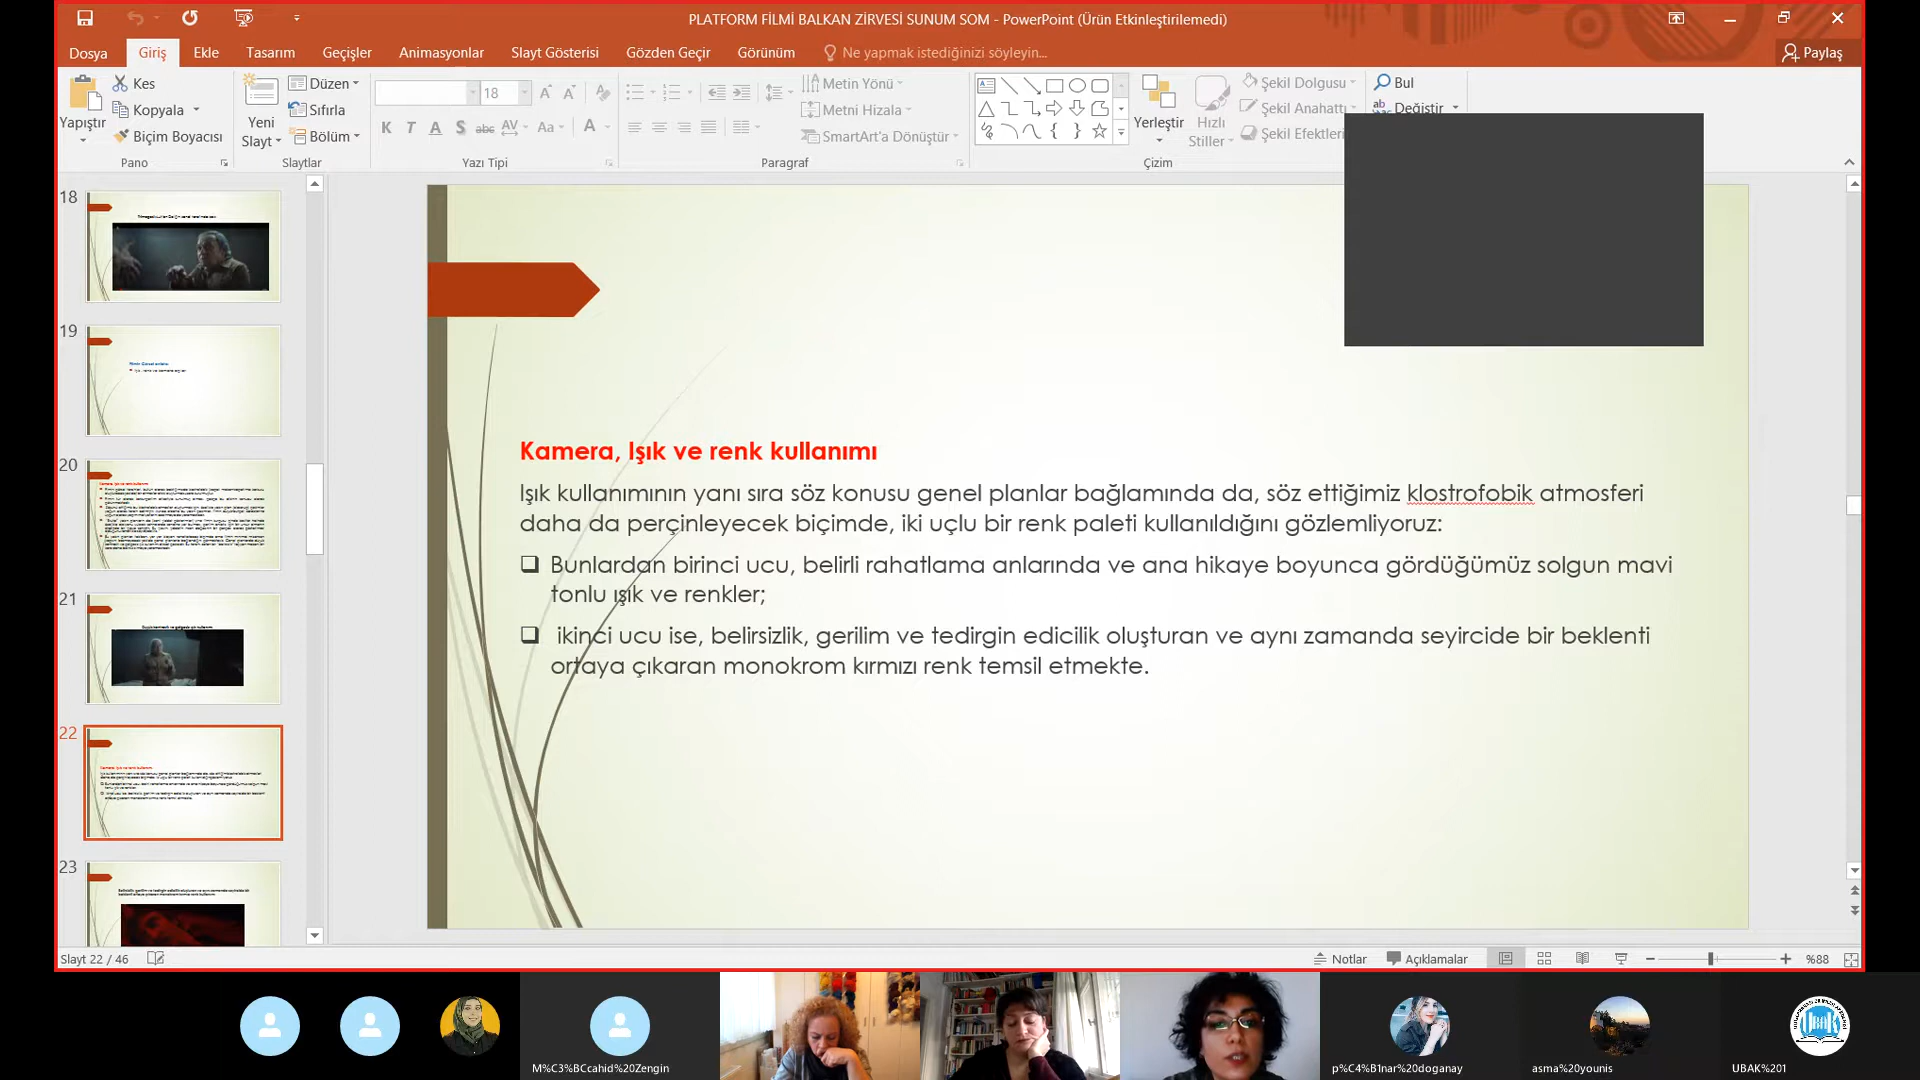 PLATFORM FİLMİ BALKAN ZİRVESİ SUNUM SOM - PowerPoint (Ürün Etkinleştirilemedi)
Dosya Giriş Ekle Tasarım Geçişler Animasyonlar Slayt Gösterisi Gözden Geçir Görünüm Ne yapmak istediğinizi söyleyin... Paylaş
Yapıştır
Kes
Kopyala
Biçim Boyacısı
Pano
Yeni
Slayt
Düzen
Sıfırla
Bölüm
Slaytlar
18
K T A S abc AV Aa A
Yazı Tipi
Metin Yönü
Metni Hizala
SmartArt'a Dönüştür
Paragraf
Yerleştir
Hızlı
Stiller
Şekil Dolgusu
Şekil Anahattı
Şekil Efektleri
Çizim
Bul
Değiştir
18
19
20
21
22
23
Kamera, Işık ve renk kullanımı
Işık kullanımının yanı sıra söz konusu genel planlar bağlamında da, söz ettiğimiz klostrofobik atmosferi
daha da perçinleyecek biçimde, iki uçlu bir renk paleti kullanıldığını gözlemliyoruz:
Bunlardan birinci ucu, belirli rahatlama anlarında ve ana hikaye boyunca gördüğümüz solgun mavi
tonlu ışık ve renkler;
ikinci ucu ise, belirsizlik, gerilim ve tedirgin edicilik oluşturan ve aynı zamanda seyircide bir beklenti
ortaya çıkaran monokrom kırmızı renk temsil etmekte.
Slayt 22 / 46
Notlar
Açıklamalar
%88
M%C3%BCcahid%20Zengin
p%C4%B1nar%20doganay
asma%20younis
UBAK%201
UBAK